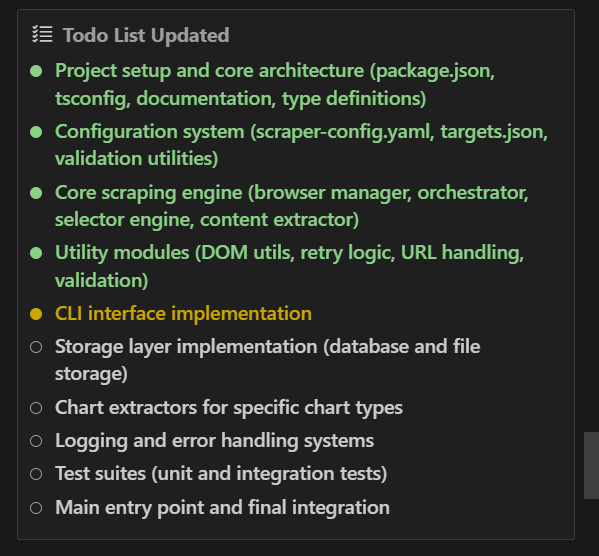 Todo List Updated
Project setup and core architecture (package.json,
tsconfig, documentation, type definitions)
Configuration system (scraper-config.yaml, targets.json,
validation utilities)
Core scraping engine (browser manager, orchestrator,
selector engine, content extractor)
Utility modules (DOM utils, retry logic, URL handling,
validation)
CLI interface implementation
Storage layer implementation (database and file
storage)
Chart extractors for specific chart types
Logging and error handling systems
Test suites (unit and integration tests)
Main entry point and final integration